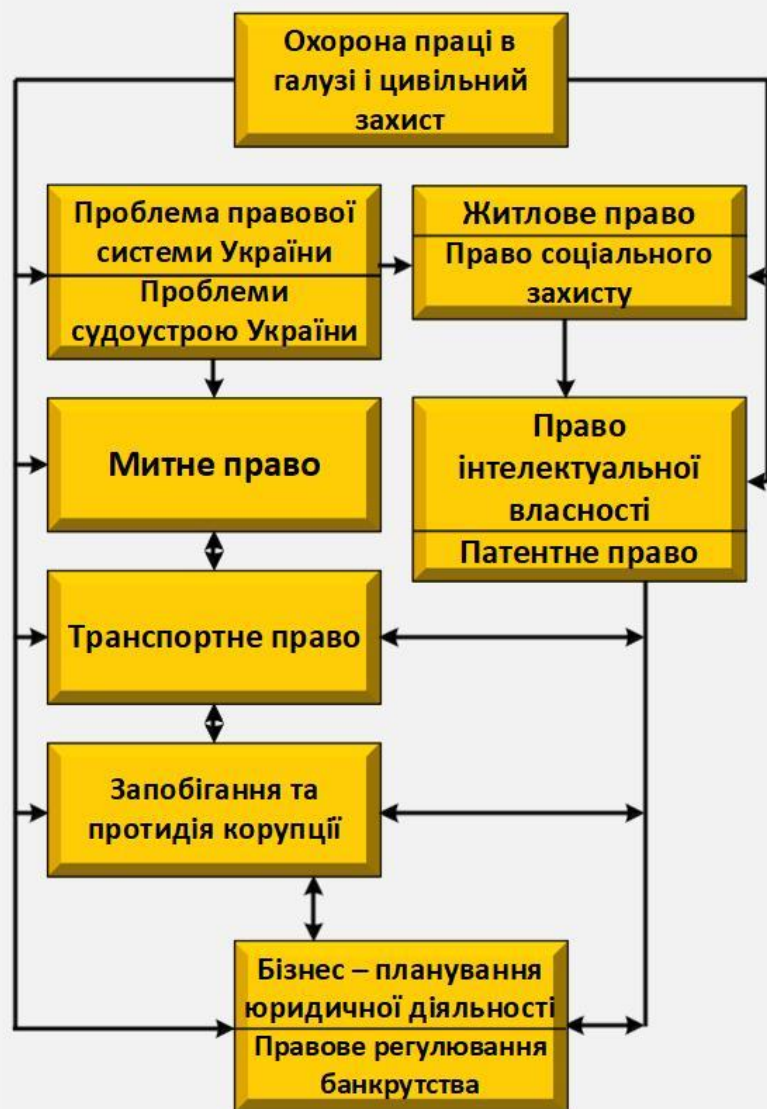 Охорона праці в
галузі і цивільний
захист
Проблема правової
системи України
Проблеми
судоустрою України
Житлове право
Право соціального
захисту
Митне право
Право
інтелектуальної
власності
Патентне право
Транспортне право
Запобігання та
протидія корупції
Бізнес – планування
юридичної діяльності
Правове регулювання
банкрутства